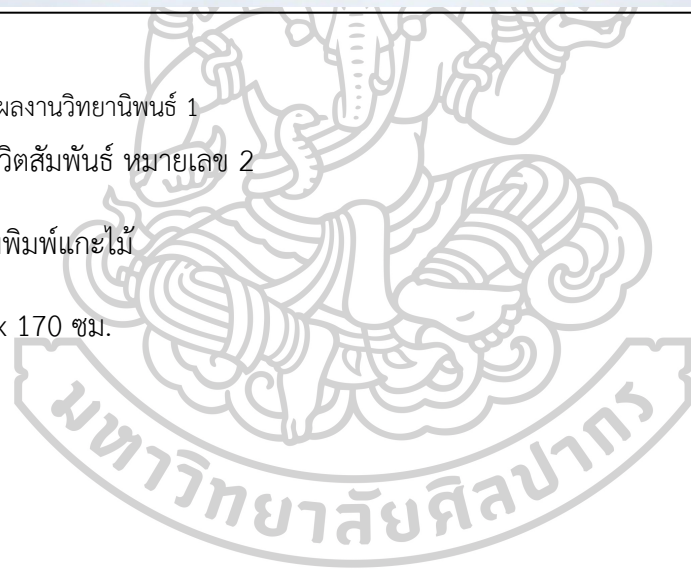 ผลงานวิทยานิพนธ์ 1
วิตสัมพันธ์ หมายเลข 2
พิมพ์แกะไม้
x 170 ซม.
มหาวิทยาลัยศิลปากร